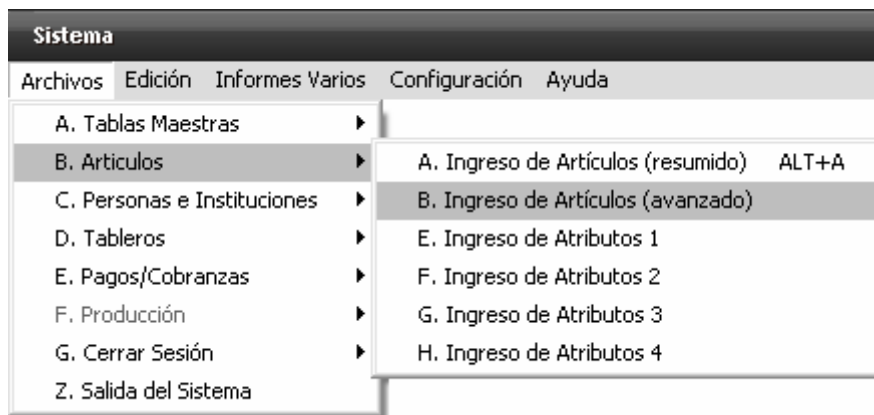 Sistema
Archivos Edición Informes Varios Configuración Ayuda
A. Tablas Maestras
B. Articulos
C. Personas e Instituciones
D. Tableros
E. Pagos/Cobranzas
F. Producción
G. Cerrar Sesión
Z. Salida del Sistema
A. Ingreso de Artículos (resumido) ALT+A
B. Ingreso de Artículos (avanzado)
E. Ingreso de Atributos 1
F. Ingreso de Atributos 2
G. Ingreso de Atributos 3
H. Ingreso de Atributos 4